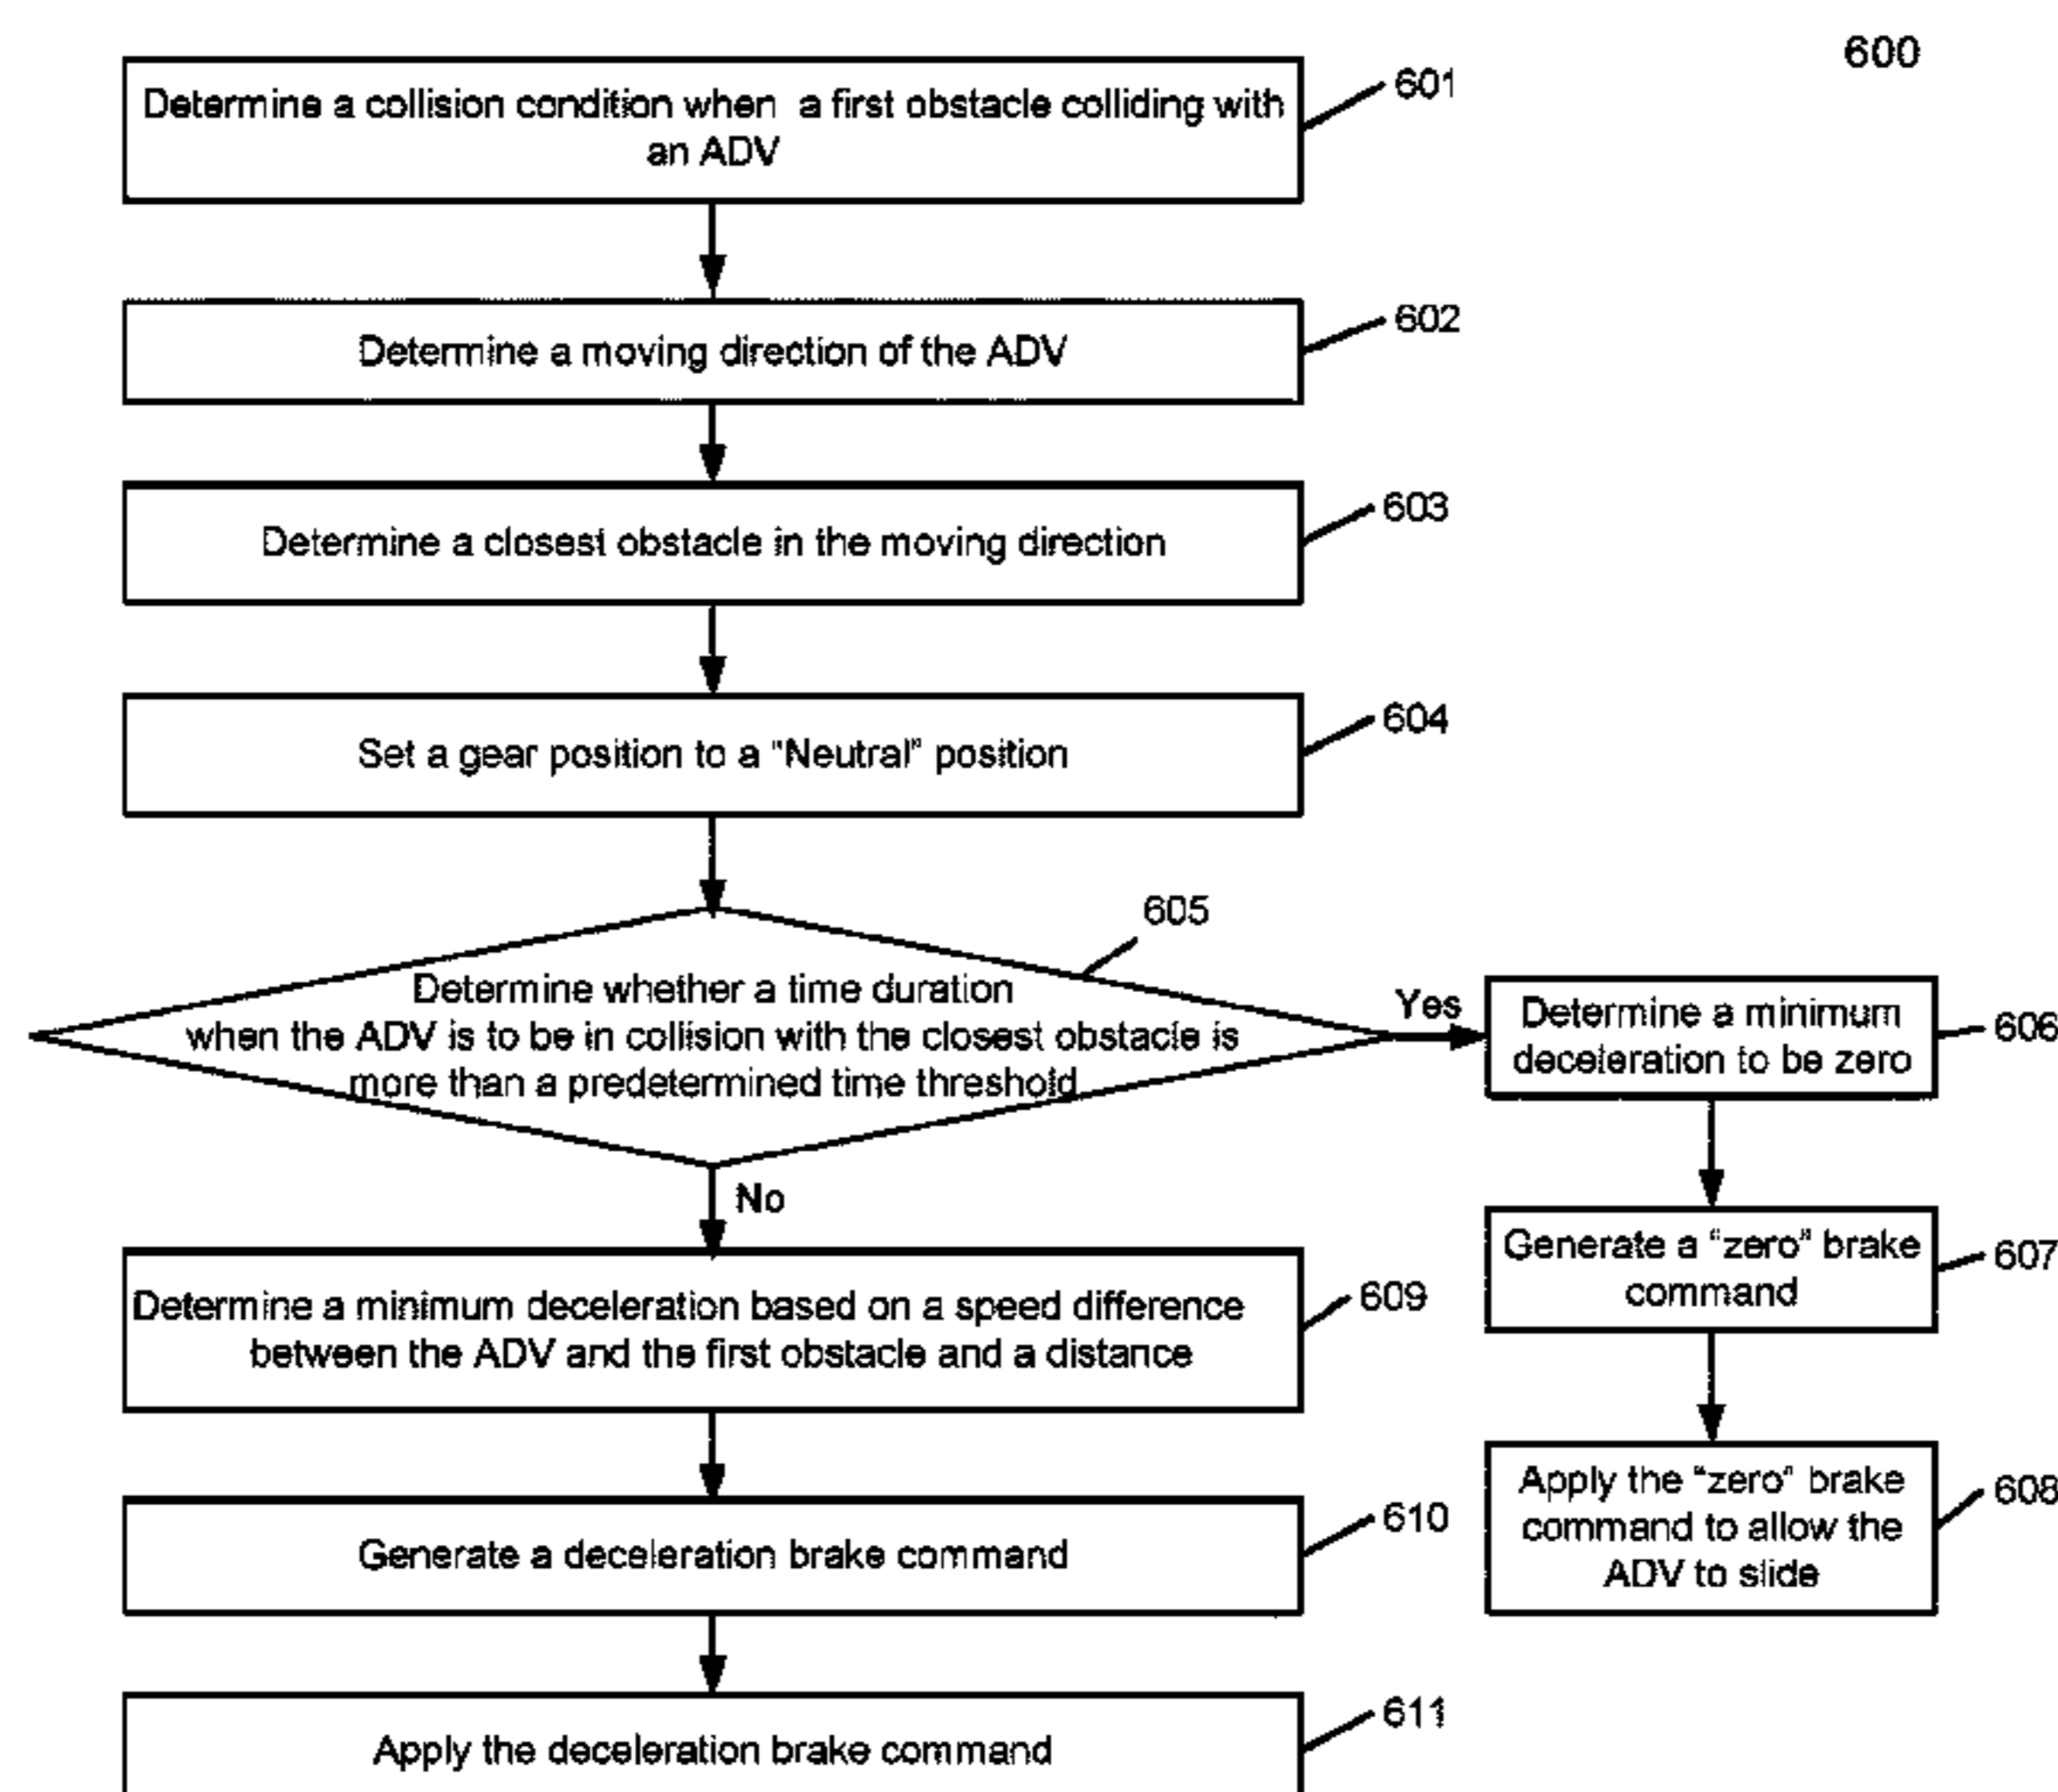 600
Determine a collision condition when a first obstacle colliding with
an ADV
601
Determine a moving direction of the ADV
602
Determine a closest obstacle in the moving direction
603
Set a gear position to a "Neutral" position
604
605
Determine whether a time duration
when the ADV is to be in collision with the closest obstacle is
more than a predetermined time threshold
Yes
Determine a minimum
deceleration to be zero
606
No
Generate a "zero" brake
command
607
Apply the "zero" brake
command to allow the
ADV to slide
608
Determine a minimum deceleration based on a speed difference
between the ADV and the first obstacle and a distance
609
Generate a deceleration brake command
610
Apply the deceleration brake command
611